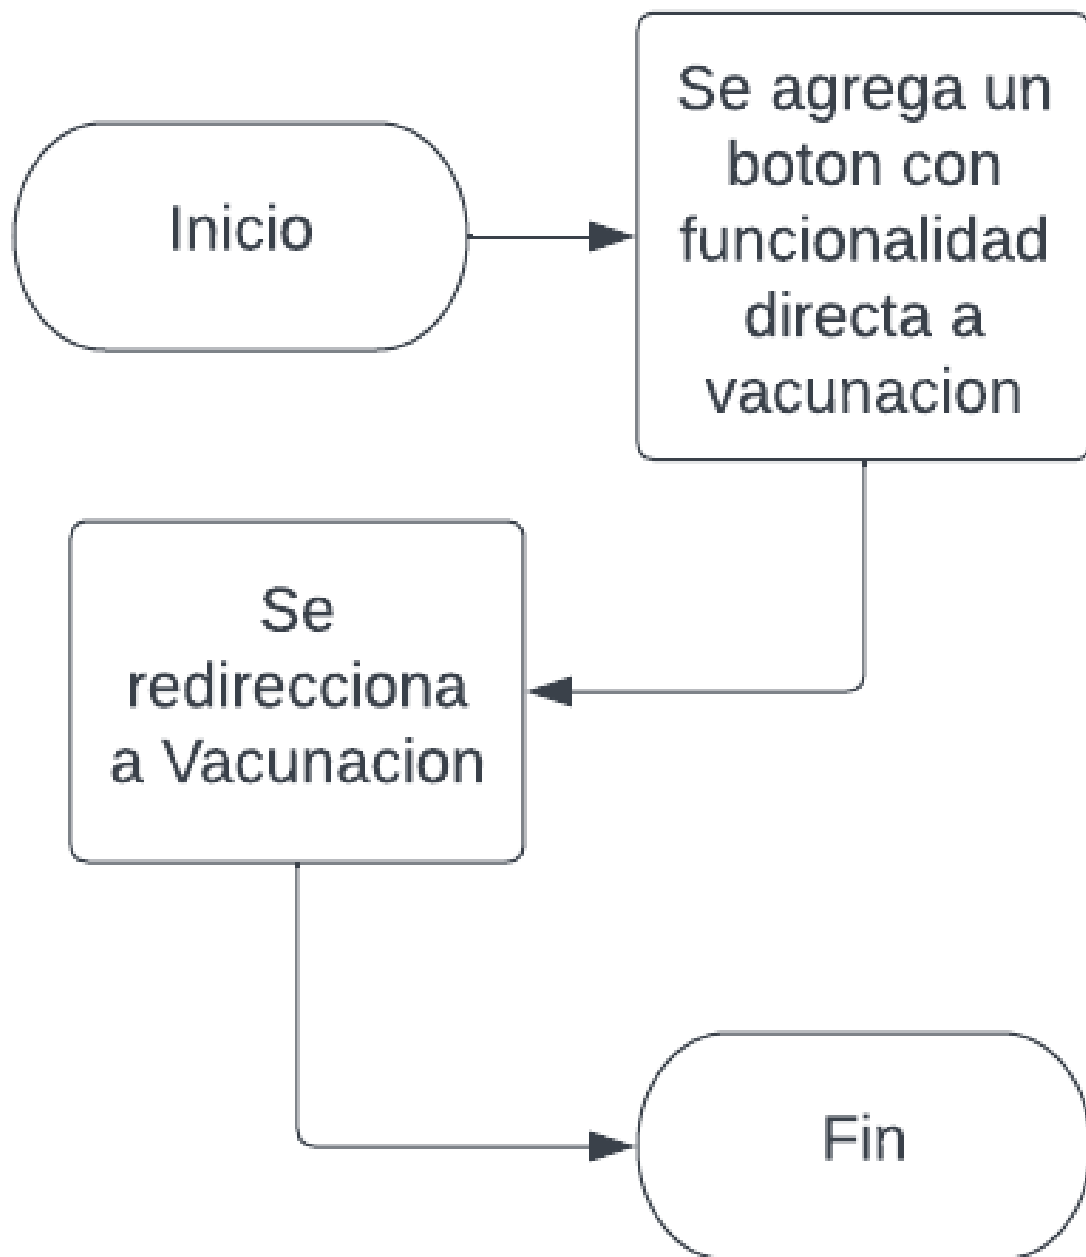 Inicio
Se agrega un
boton con
funcionalidad
directa a
vacunacion
Se
redirecciona
a Vacunacion
Fin